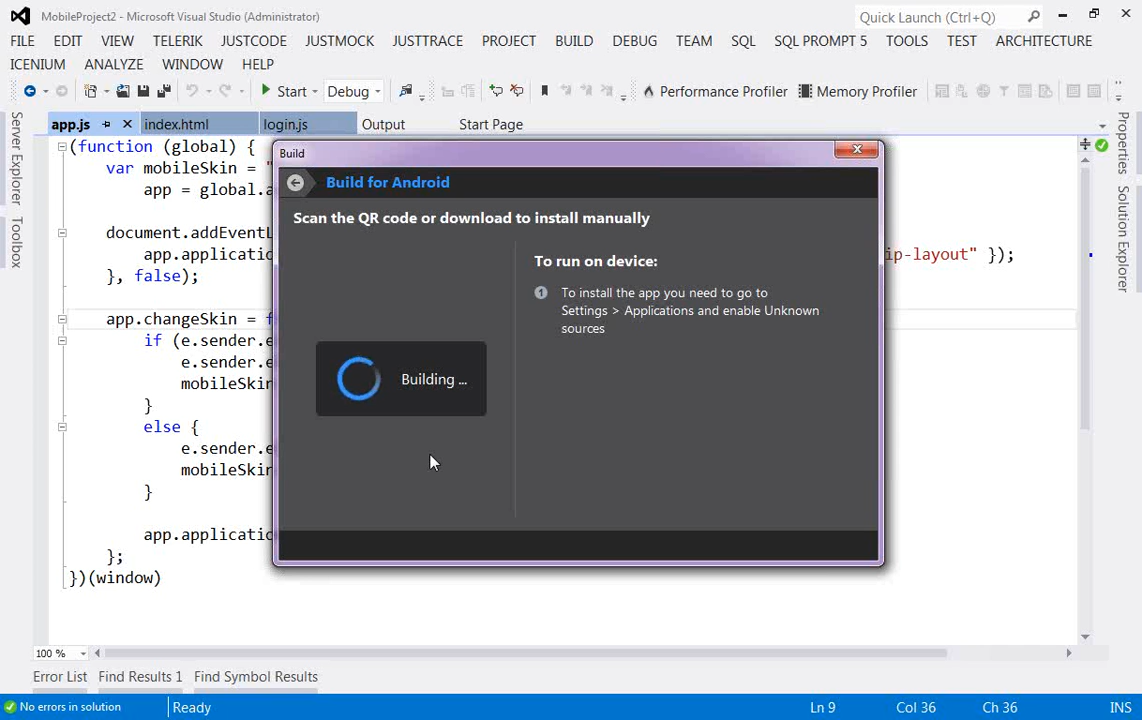 MobileProject2 - Microsoft Visual Studio (Administrator)
Quick Launch (Ctrl+Q)
FILE EDIT VIEW TELERIK JUSTCODE JUSTMOCK JUSTTRACE PROJECT BUILD DEBUG TEAM SQL SQL PROMPT 5 TOOLS TEST ARCHITECTURE
ICENIUM ANALYZE WINDOW HELP
Start Debug Performance Profiler Memory Profiler
app.js index.html login.js Output Start Page
Server Explorer
Toolbox
Properties
Solution Explorer
(function (global) {
var mobileSkin = "
app = global.a
document.addEventL
app.applicatio ip-layout" });
}, false);
app.changeSkin = f
if (e.sender.e
e.sender.e
mobileSkin
}
else {
e.sender.e
mobileSkin
}
app.applicatio
};
})(window)
Build
Build for Android
Scan the QR code or download to install manually
Building ...
To run on device:
1 To install the app you need to go to
Settings > Applications and enable Unknown
sources
100 %
Error List Find Results 1 Find Symbol Results
No errors in solution Ready Ln 9 Col 36 Ch 36 INS